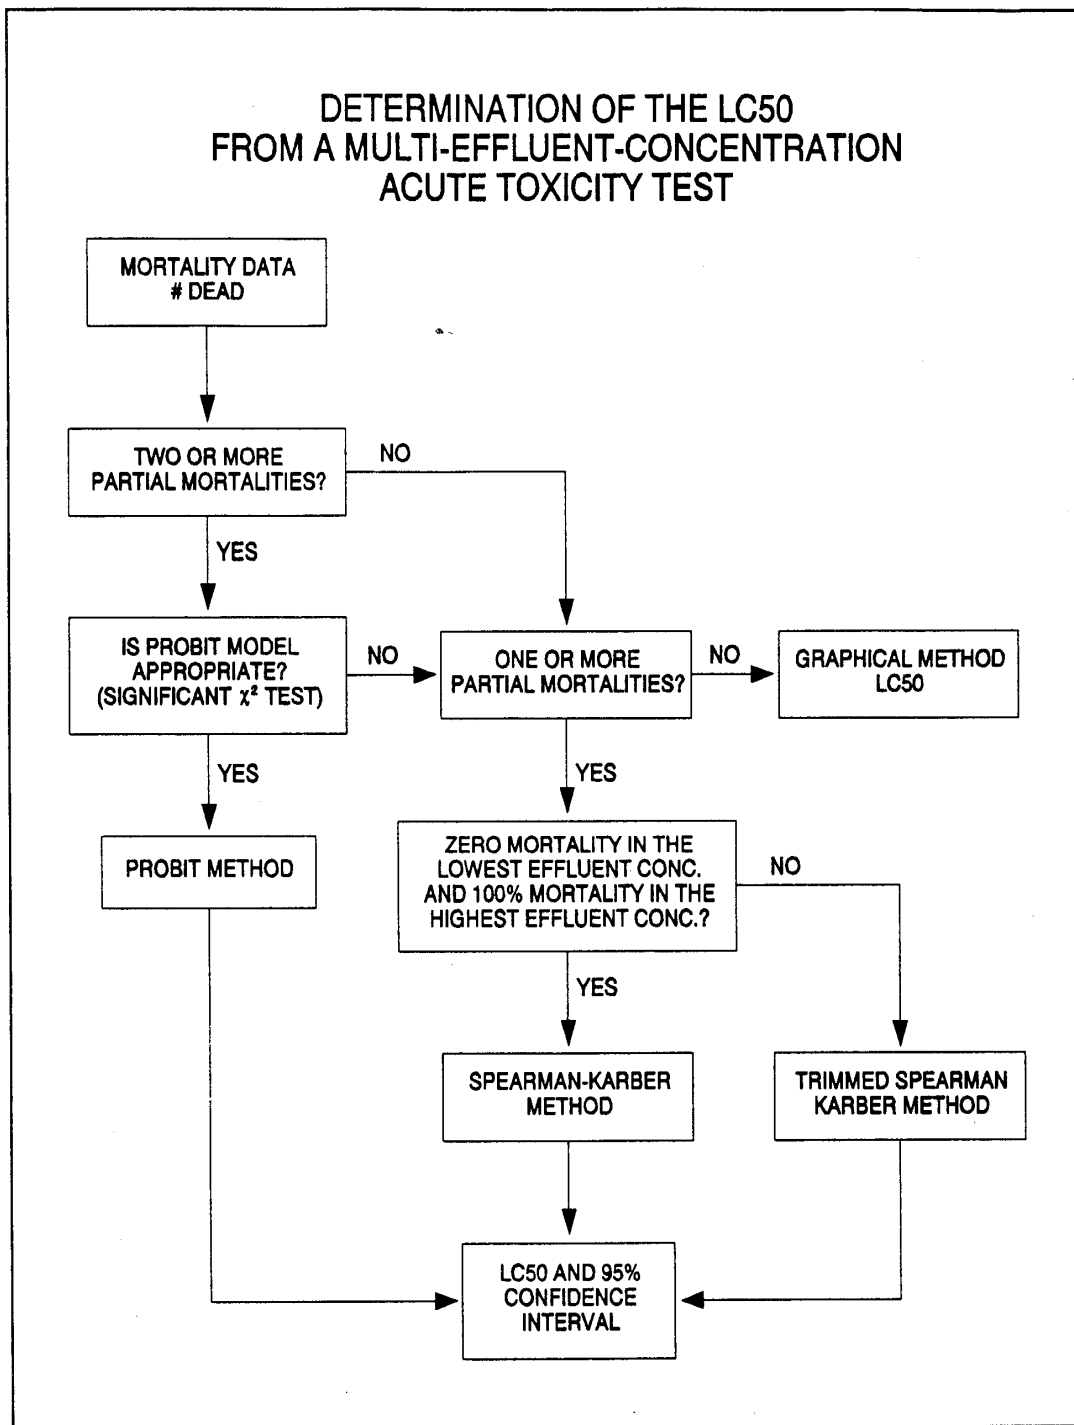 DETERMINATION OF THE LC50
FROM A MULTI-EFFLUENT-CONCENTRATION
ACUTE TOXICITY TEST
MORTALITY DATA
# DEAD
TWO OR MORE
PARTIAL MORTALITIES?
NO
YES
IS PROBIT MODEL
APPROPRIATE?
(SIGNIFICANT χ² TEST)
NO
ONE OR MORE
PARTIAL MORTALITIES?
NO
GRAPHICAL METHOD
LC50
YES
YES
PROBIT METHOD
ZERO MORTALITY IN THE
LOWEST EFFLUENT CONC.
AND 100% MORTALITY IN THE
HIGHEST EFFLUENT CONC.?
NO
YES
SPEARMAN-KARBER
METHOD
TRIMMED SPEARMAN
KARBER METHOD
LC50 AND 95%
CONFIDENCE
INTERVAL